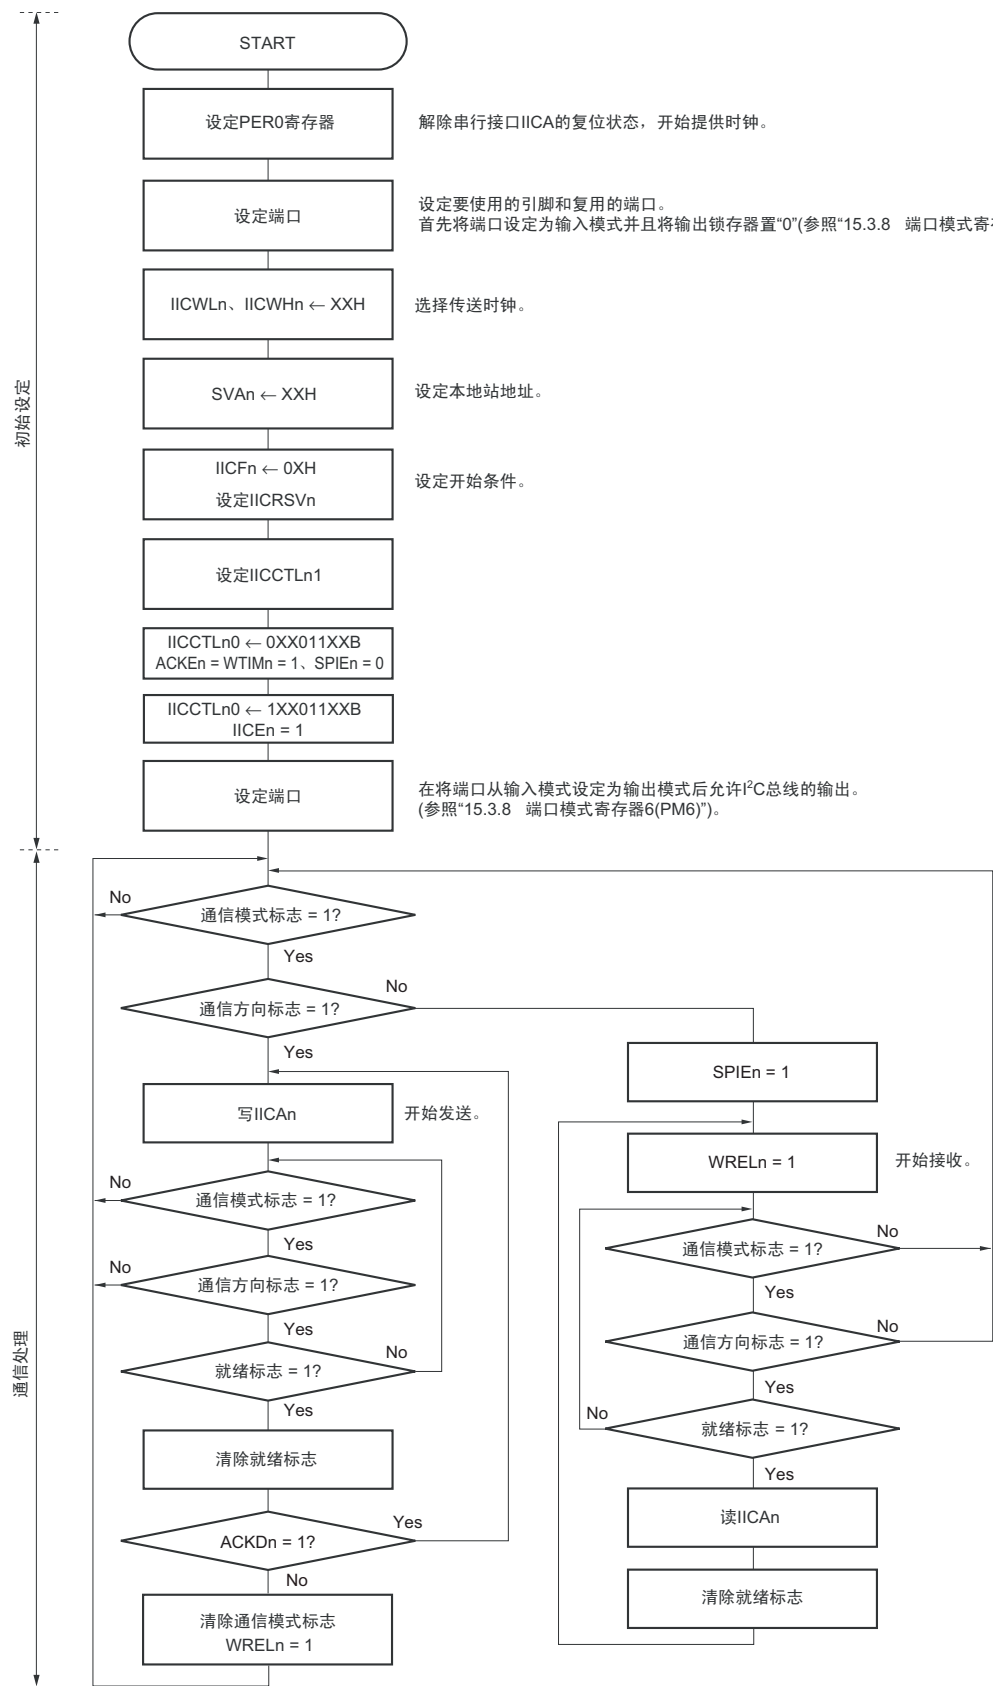 START
设定PER0寄存器
解除串行接口IICA的复位状态，开始提供时钟。
设定端口
设定要使用的引脚和复用的端口。
首先将端口设定为输入模式并且将输出锁存器置“0”(参照“15.3.8 端口模式寄
IICWLn、IICWHn ← XXH
选择传送时钟。
SVAn ← XXH
设定本地站地址。
IICFn ← 0XH
设定IICRSVn
设定开始条件。
设定IICCTLn1
IICCTLn0 ← 0XX011XXB
ACKEn = WTIMn = 1、SPIEn = 0
IICCTLn0 ← 1XX011XXB
IICEn = 1
设定端口
在将端口从输入模式设定为输出模式后允许I²C总线的输出。
(参照“15.3.8 端口模式寄存器6(PM6)”)。
初始设定
No
通信模式标志 = 1?
Yes
通信方向标志 = 1?
No
Yes
写IICAn
开始发送。
No
通信模式标志 = 1?
Yes
No
通信方向标志 = 1?
Yes
就绪标志 = 1?
No
Yes
清除就绪标志
ACKDn = 1?
Yes
No
清除通信模式标志
WRELn = 1
SPIEn = 1
WRELn = 1
开始接收。
通信模式标志 = 1?
No
Yes
通信方向标志 = 1?
No
Yes
No
就绪标志 = 1?
Yes
读IICAn
清除就绪标志
通信处理